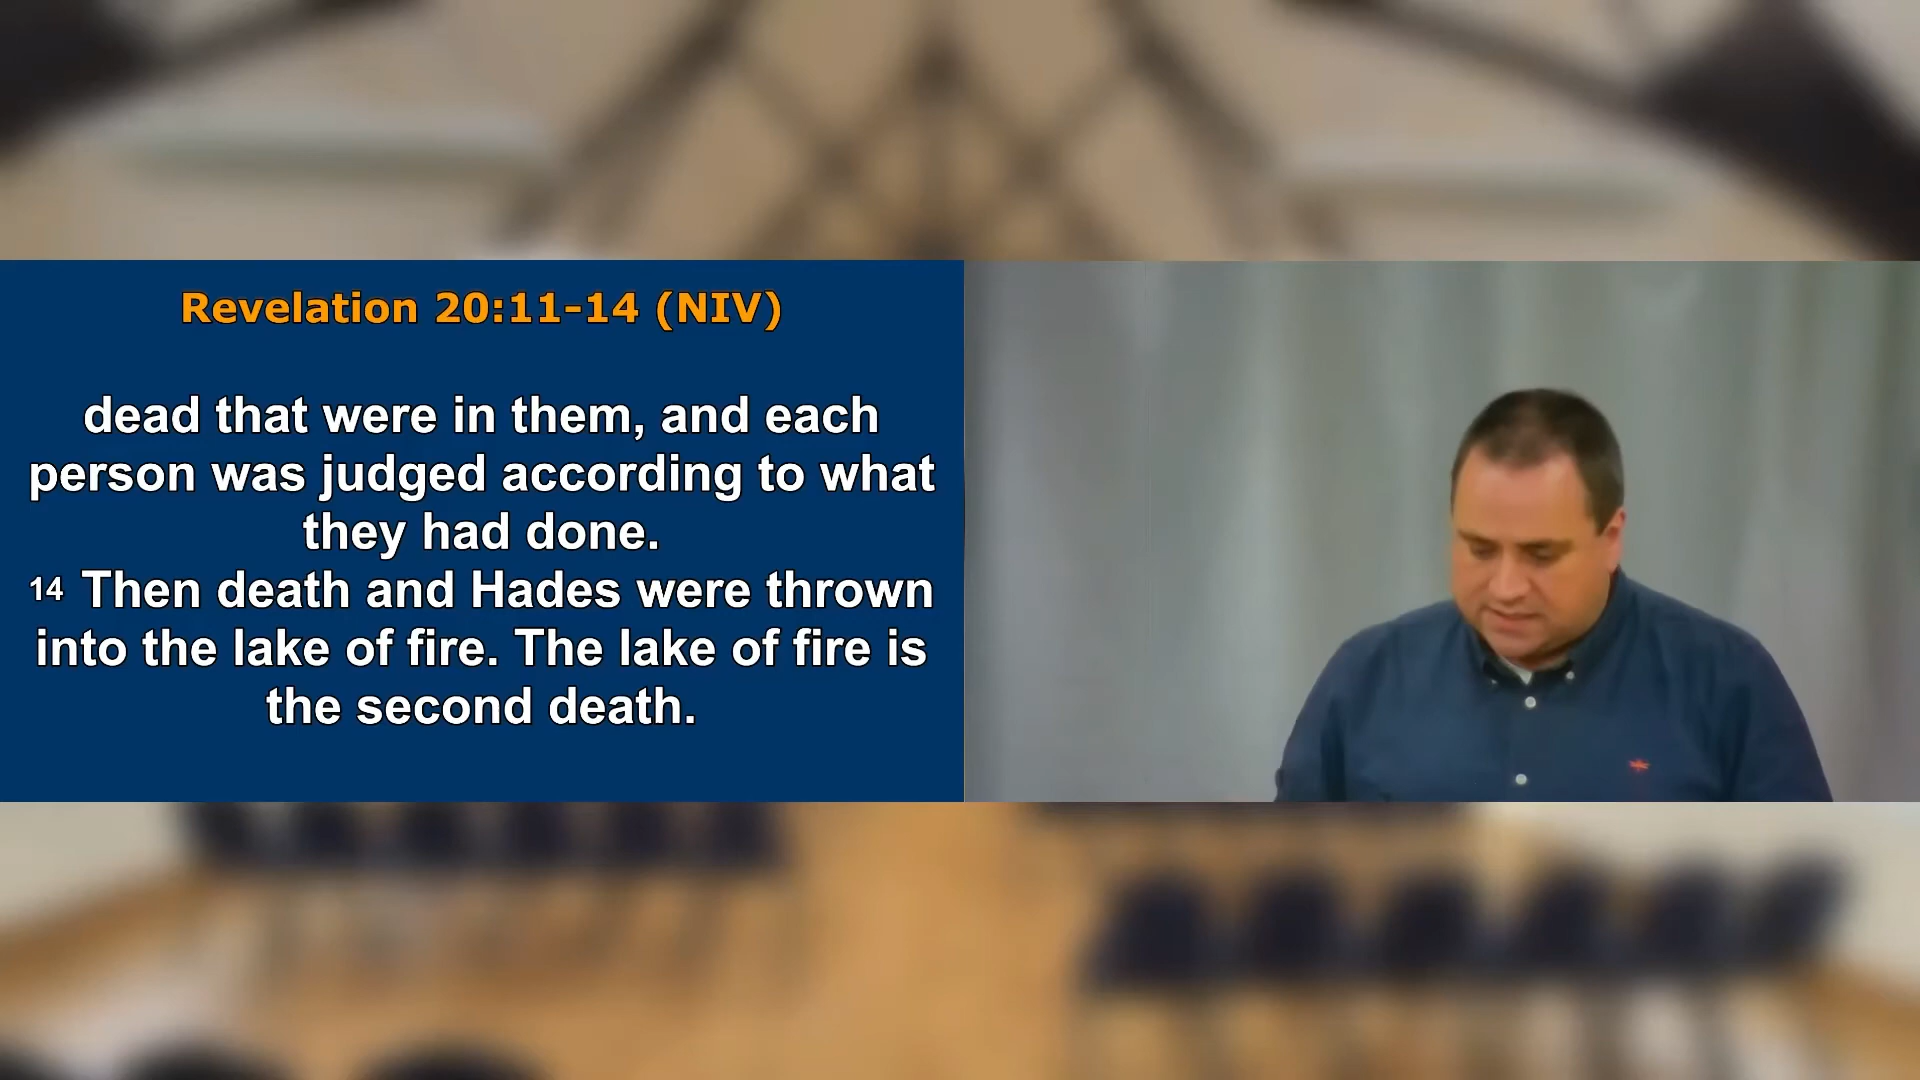 Revelation 20:11-14 (NIV)
dead that were in them, and each
person was judged according to what
they had done.
14 Then death and Hades were thrown
into the lake of fire. The lake of fire is
the second death.